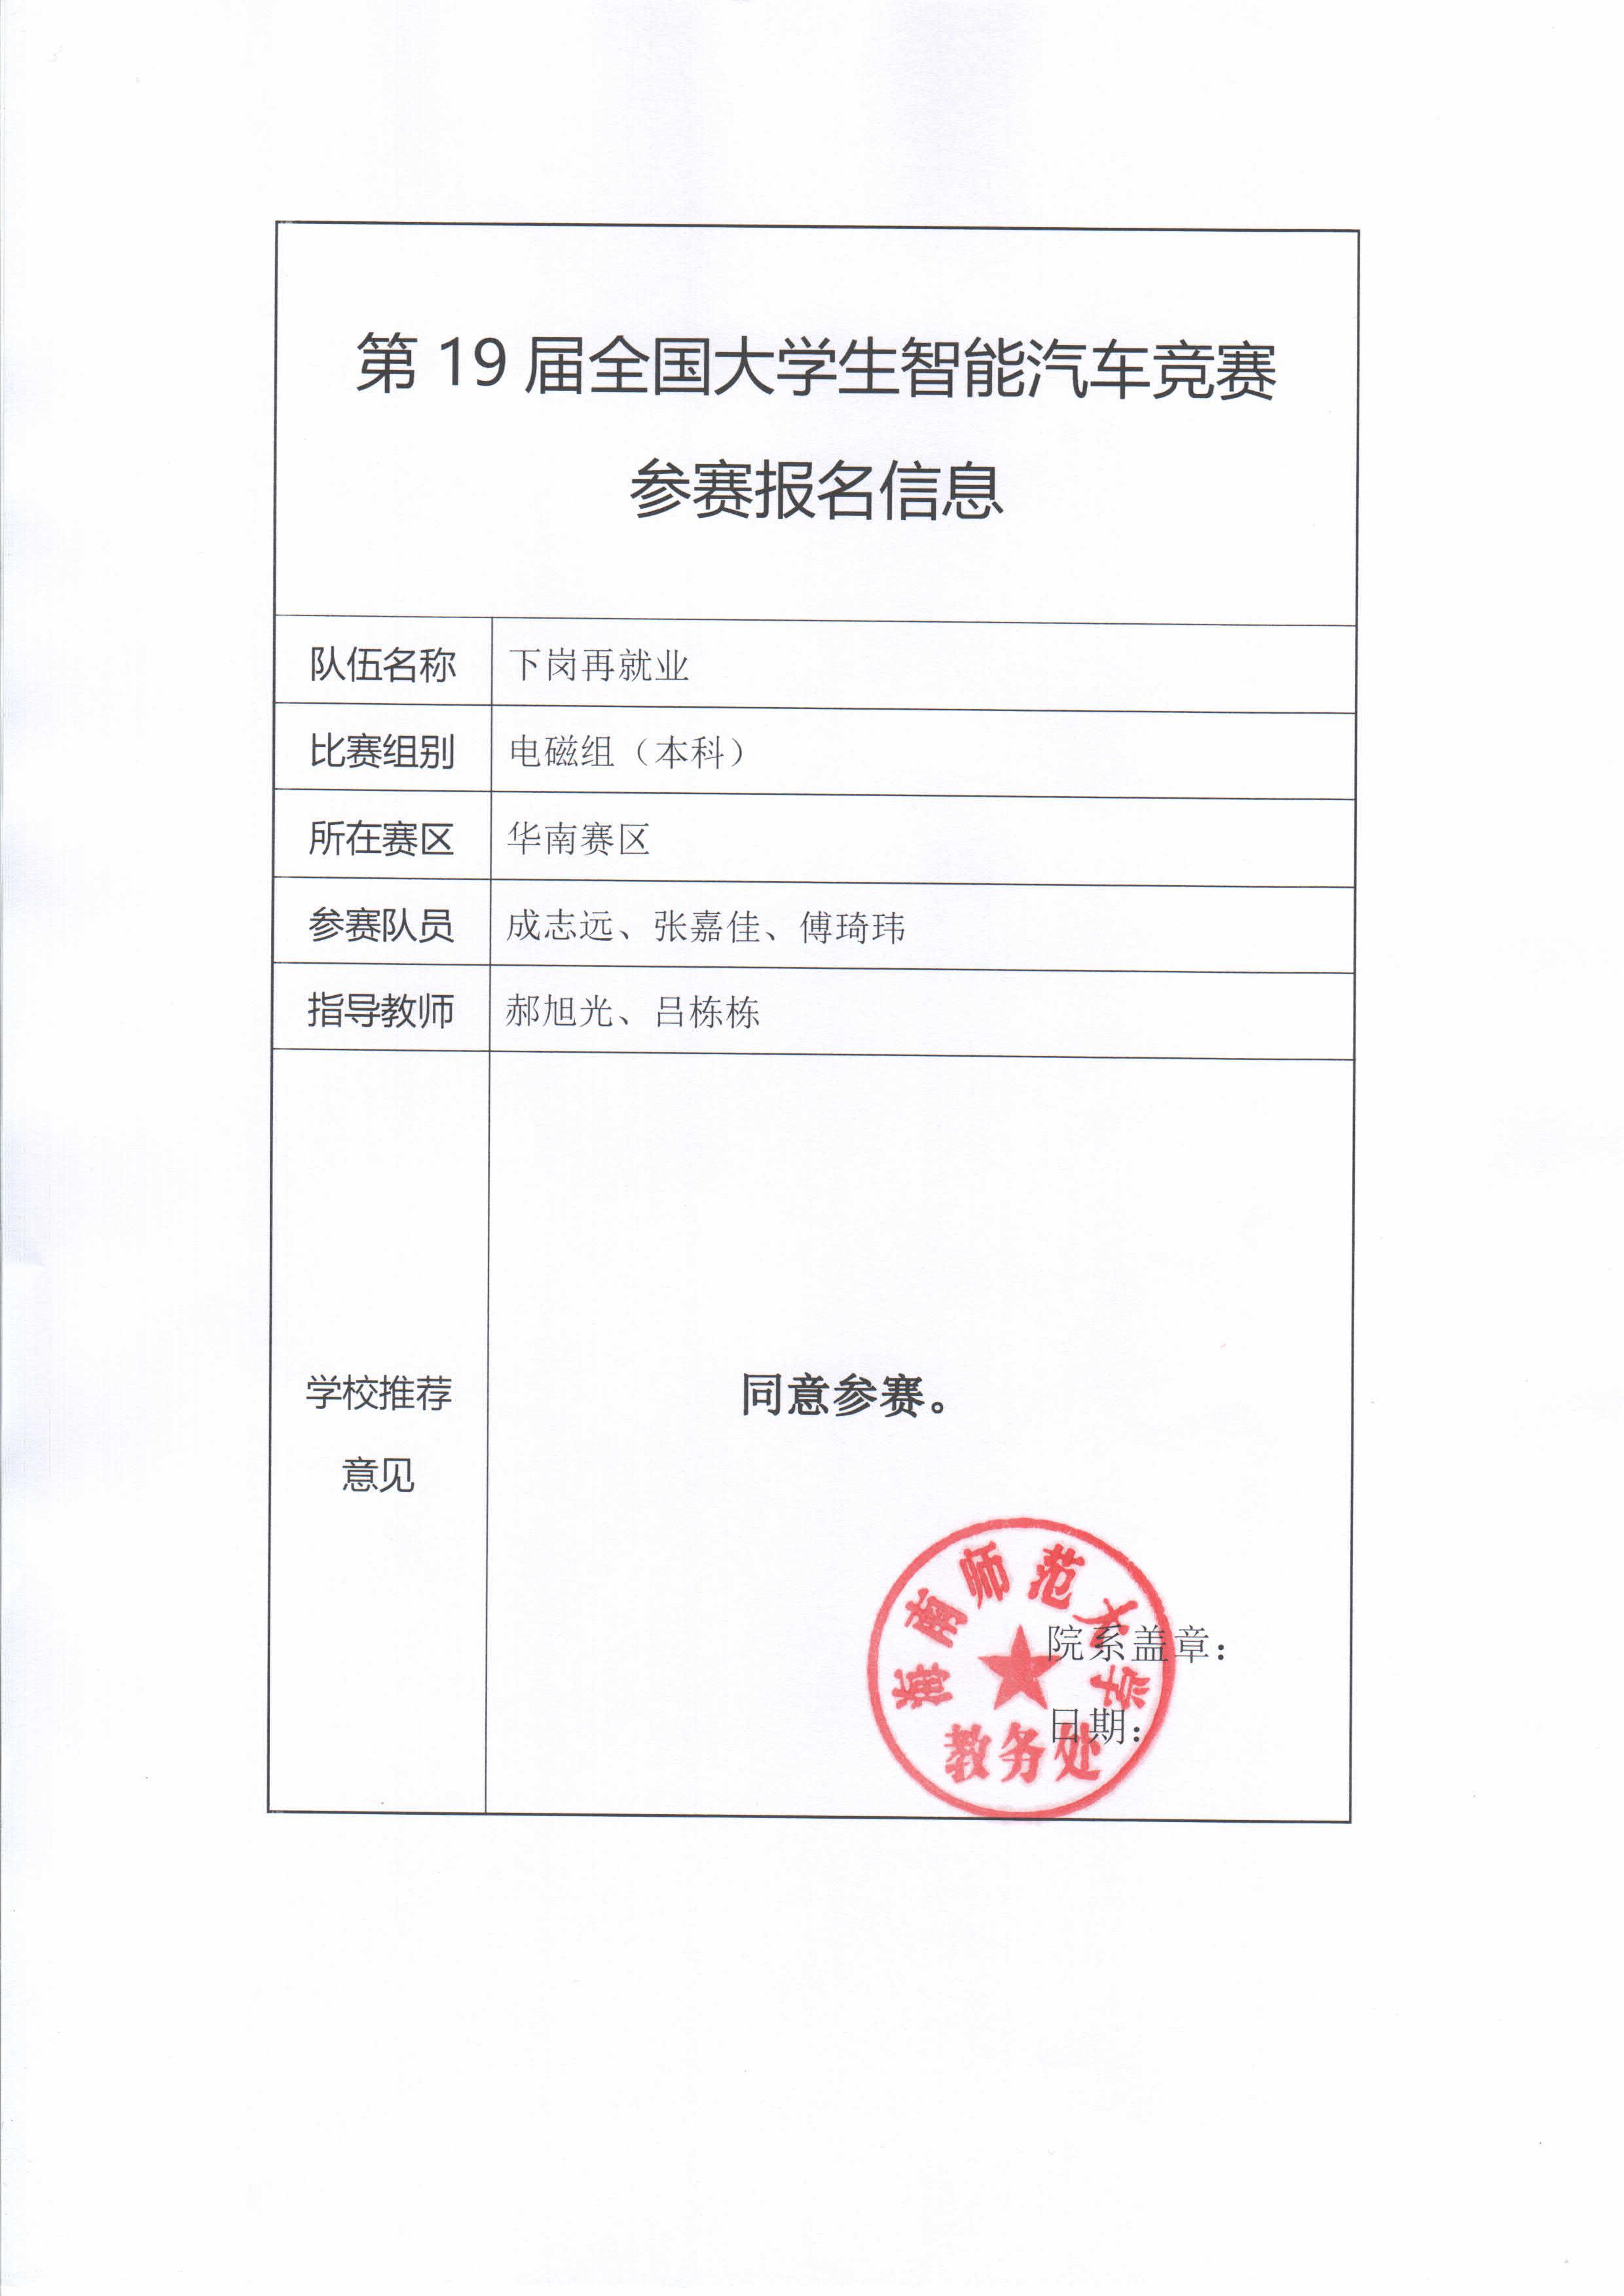 第 19 届全国大学生智能汽车竞赛
参赛报名信息
队伍名称 下岗再就业
比赛组别 电磁组（本科）
所在赛区 华南赛区
参赛队员 成志远、张嘉佳、傅琦玮
指导教师 郝旭光、吕栋栋
学校推荐
意见
同意参赛。
海南师范大学
教务处
院系盖章：
日期：